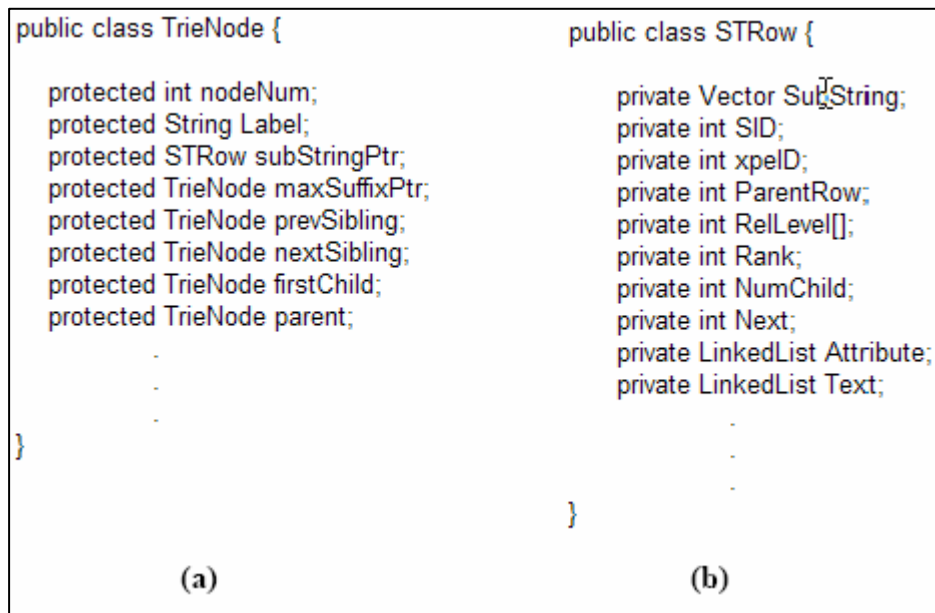 public class TrieNode {
protected int nodeNum;
protected String Label;
protected STRow subStringPtr;
protected TrieNode maxSuffixPtr;
protected TrieNode prevSibling;
protected TrieNode nextSibling;
protected TrieNode firstChild;
protected TrieNode parent;
.
.
.
}
(a)
public class STRow {
private Vector SubString;
private int SID;
private int xpeID;
private int ParentRow;
private int RelLevel[];
private int Rank;
private int NumChild;
private int Next;
private LinkedList Attribute;
private LinkedList Text;
.
.
.
}
(b)